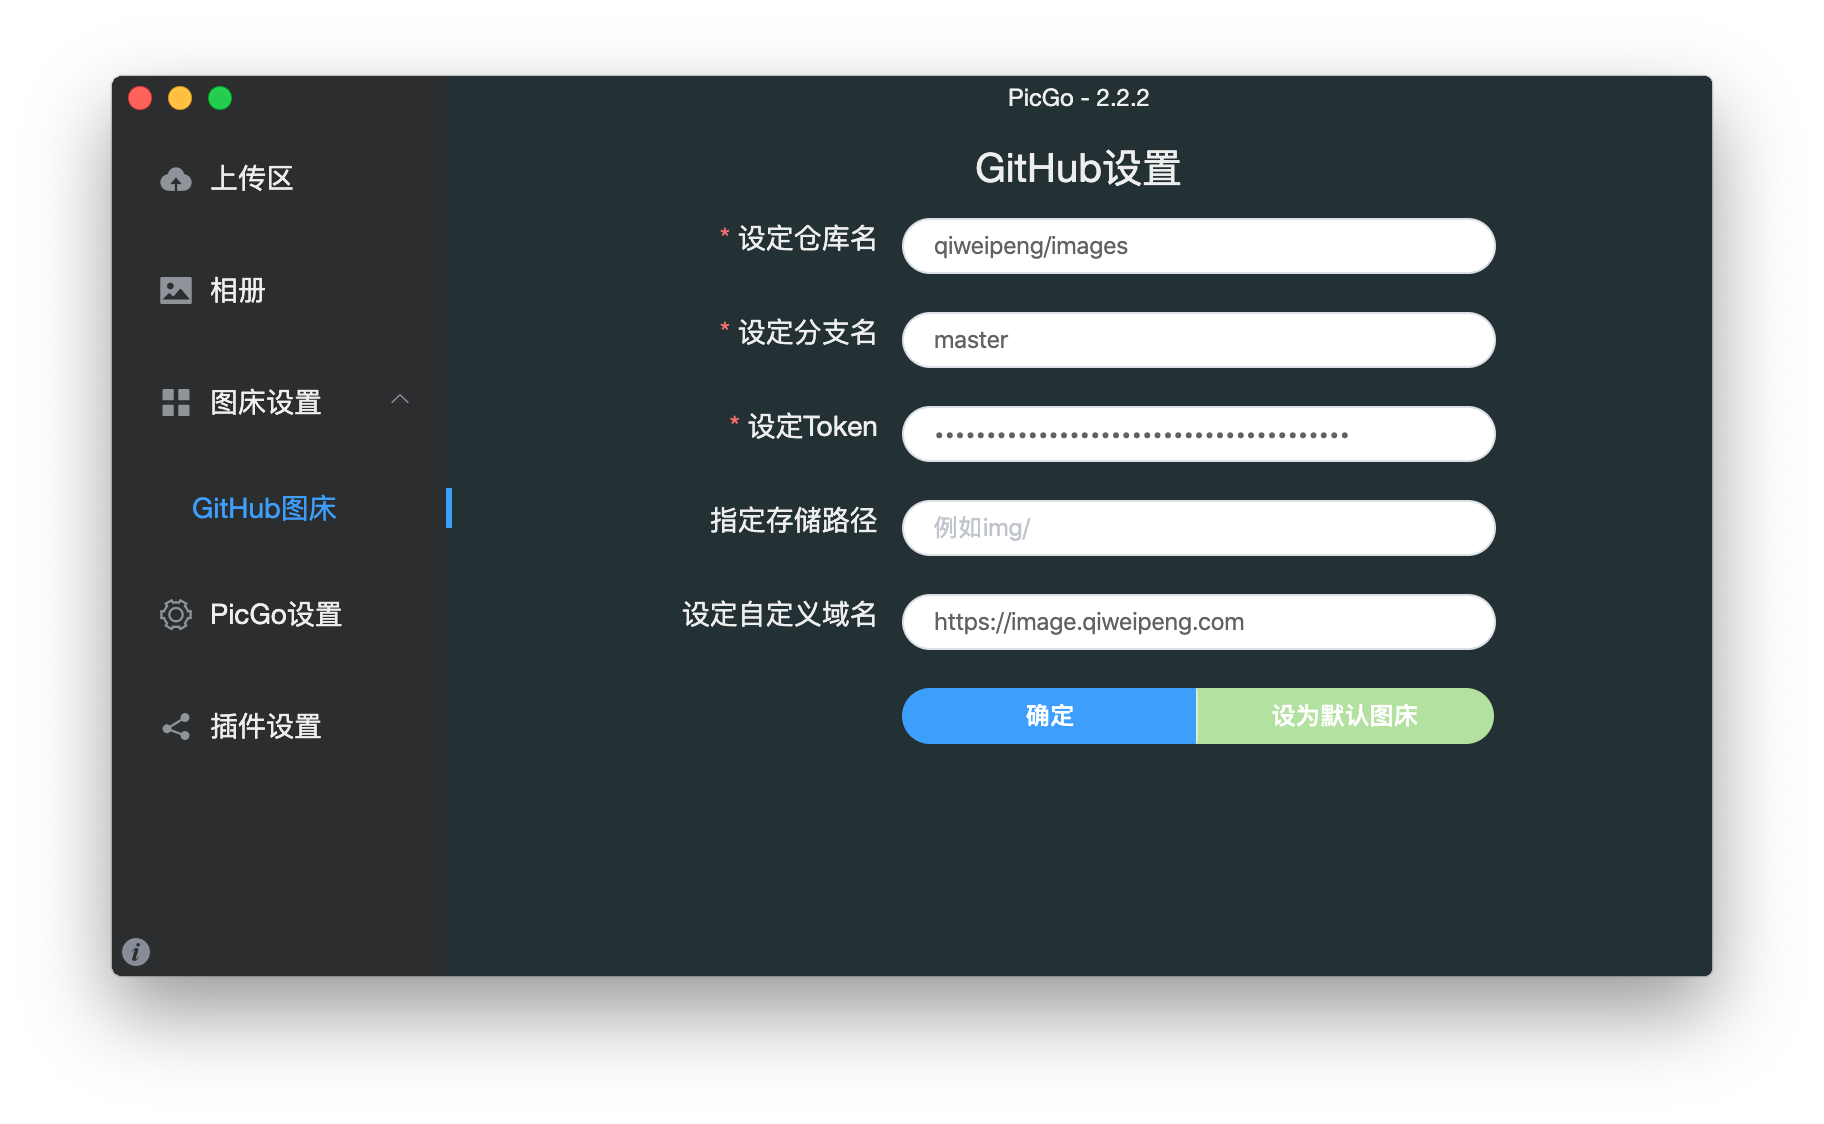 PicGo - 2.2.2
上传区
相册
图床设置
GitHub图床
PicGo设置
插件设置
GitHub设置
* 设定仓库名 qiweipeng/images
* 设定分支名 master
* 设定Token ••••••••••••••••••••••••••••••••••••••••
指定存储路径 例如img/
设定自定义域名 https://image.qiweipeng.com
确定 设为默认图床